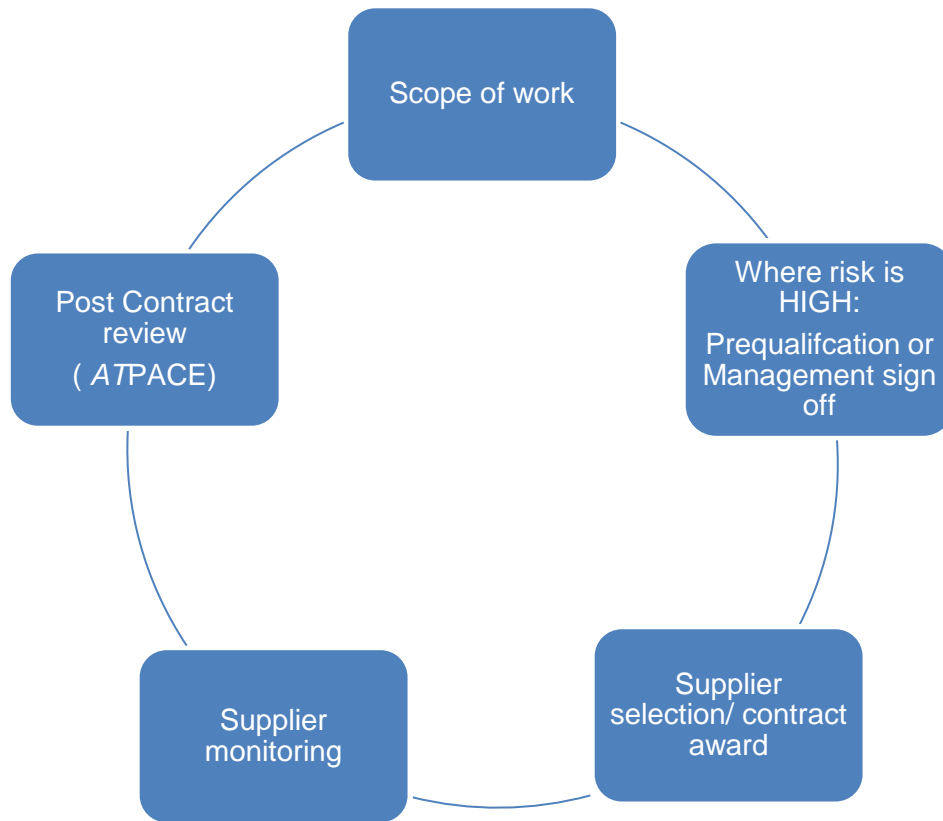 Scope of work
Where risk is
HIGH:
Prequalifcation or
Management sign
off
Supplier
selection/ contract
award
Supplier
monitoring
Post Contract
review
( ATPACE)